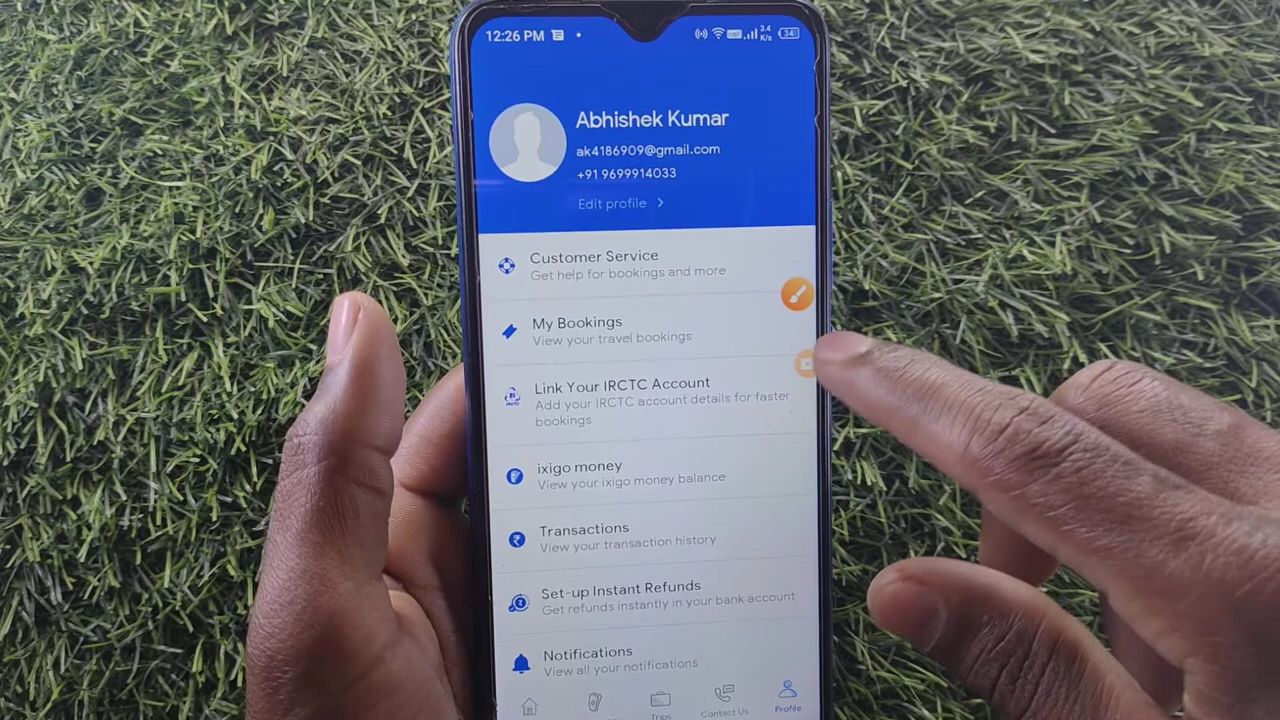 12:26 PM
3.4
K/s
34
Abhishek Kumar
ak4186909@gmail.com
+91 9699914033
Edit profile >
Customer Service
Get help for bookings and more
My Bookings
View your travel bookings
Link Your IRCTC Account
Add your IRCTC account details for faster
bookings
ixigo money
View your ixigo money balance
Transactions
View your transaction history
Set-up Instant Refunds
Get refunds instantly in your bank account
Notifications
View all your notifications
Trips
Contact Us
Profile